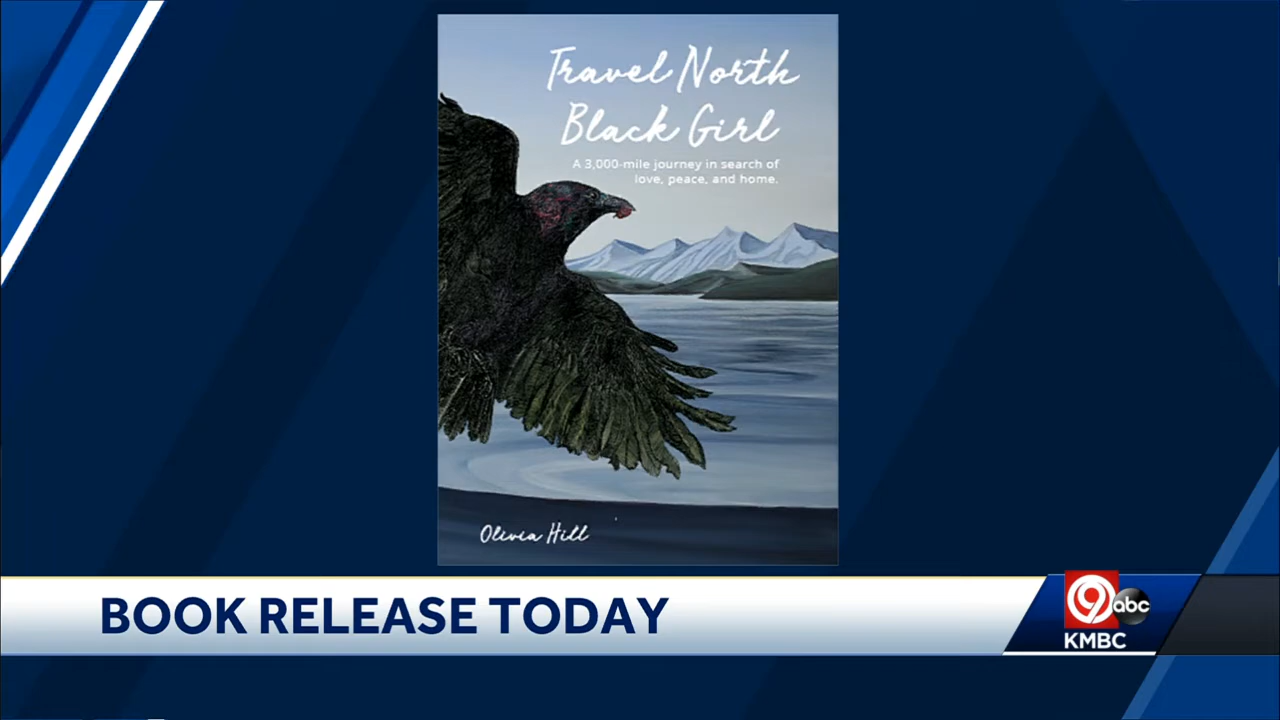 Travel North
Black Girl
A 3,000-mile journey in search of
love, peace, and home.
Olivia Hill
BOOK RELEASE TODAY
9
abc
KMBC